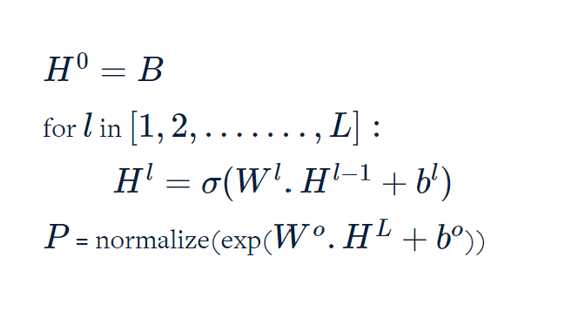 H⁰ = B
for l in [1, 2, ......., L] :
Hˡ = σ(Wˡ. Hˡ⁻¹ + bˡ)
P = normalize(exp(Wᵒ. Hᴸ + bᵒ))